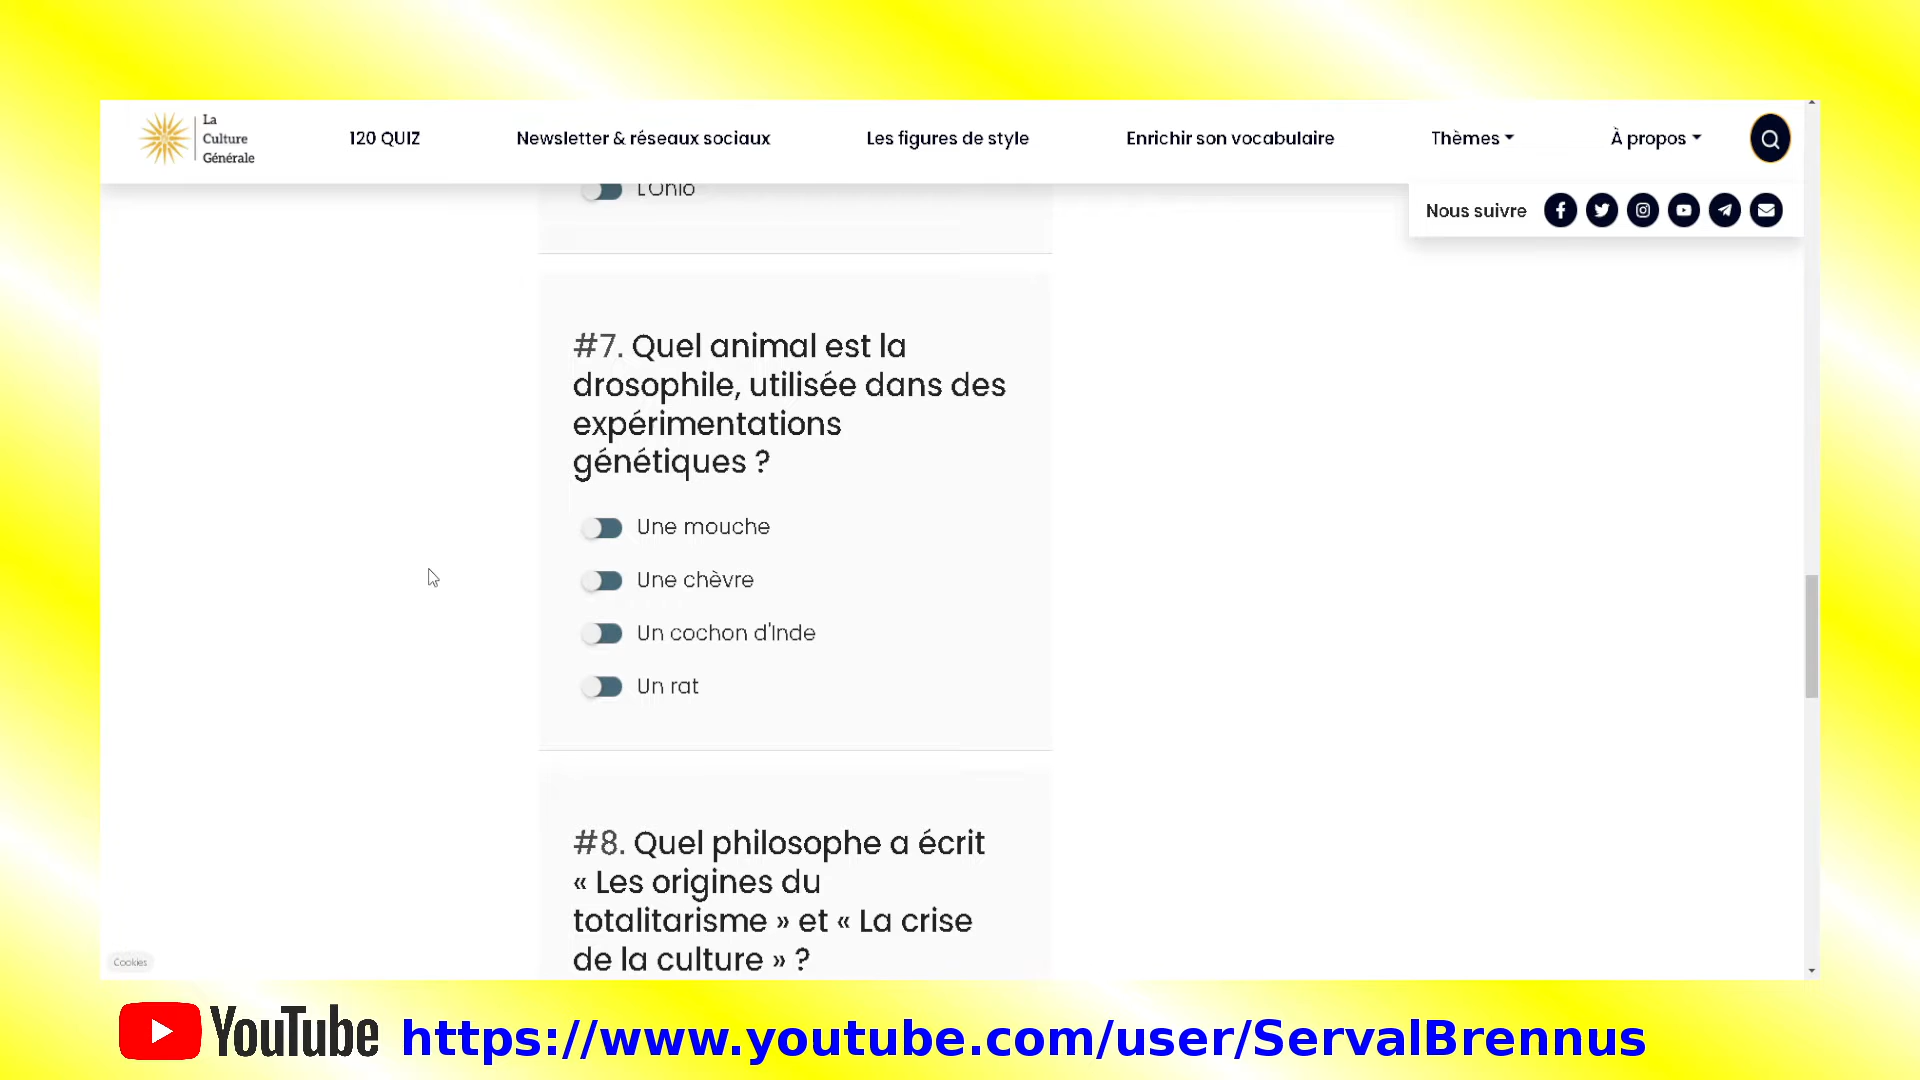 La
Culture
Générale
120 QUIZ
Newsletter & réseaux sociaux
Les figures de style
Enrichir son vocabulaire
Thèmes
À propos
Nous suivre
L'Ohio
#7. Quel animal est la
drosophile, utilisée dans des
expérimentations
génétiques ?
Une mouche
Une chèvre
Un cochon d'Inde
Un rat
#8. Quel philosophe a écrit
« Les origines du
totalitarisme » et « La crise
de la culture » ?
Cookies
YouTube https://www.youtube.com/user/ServalBrennus